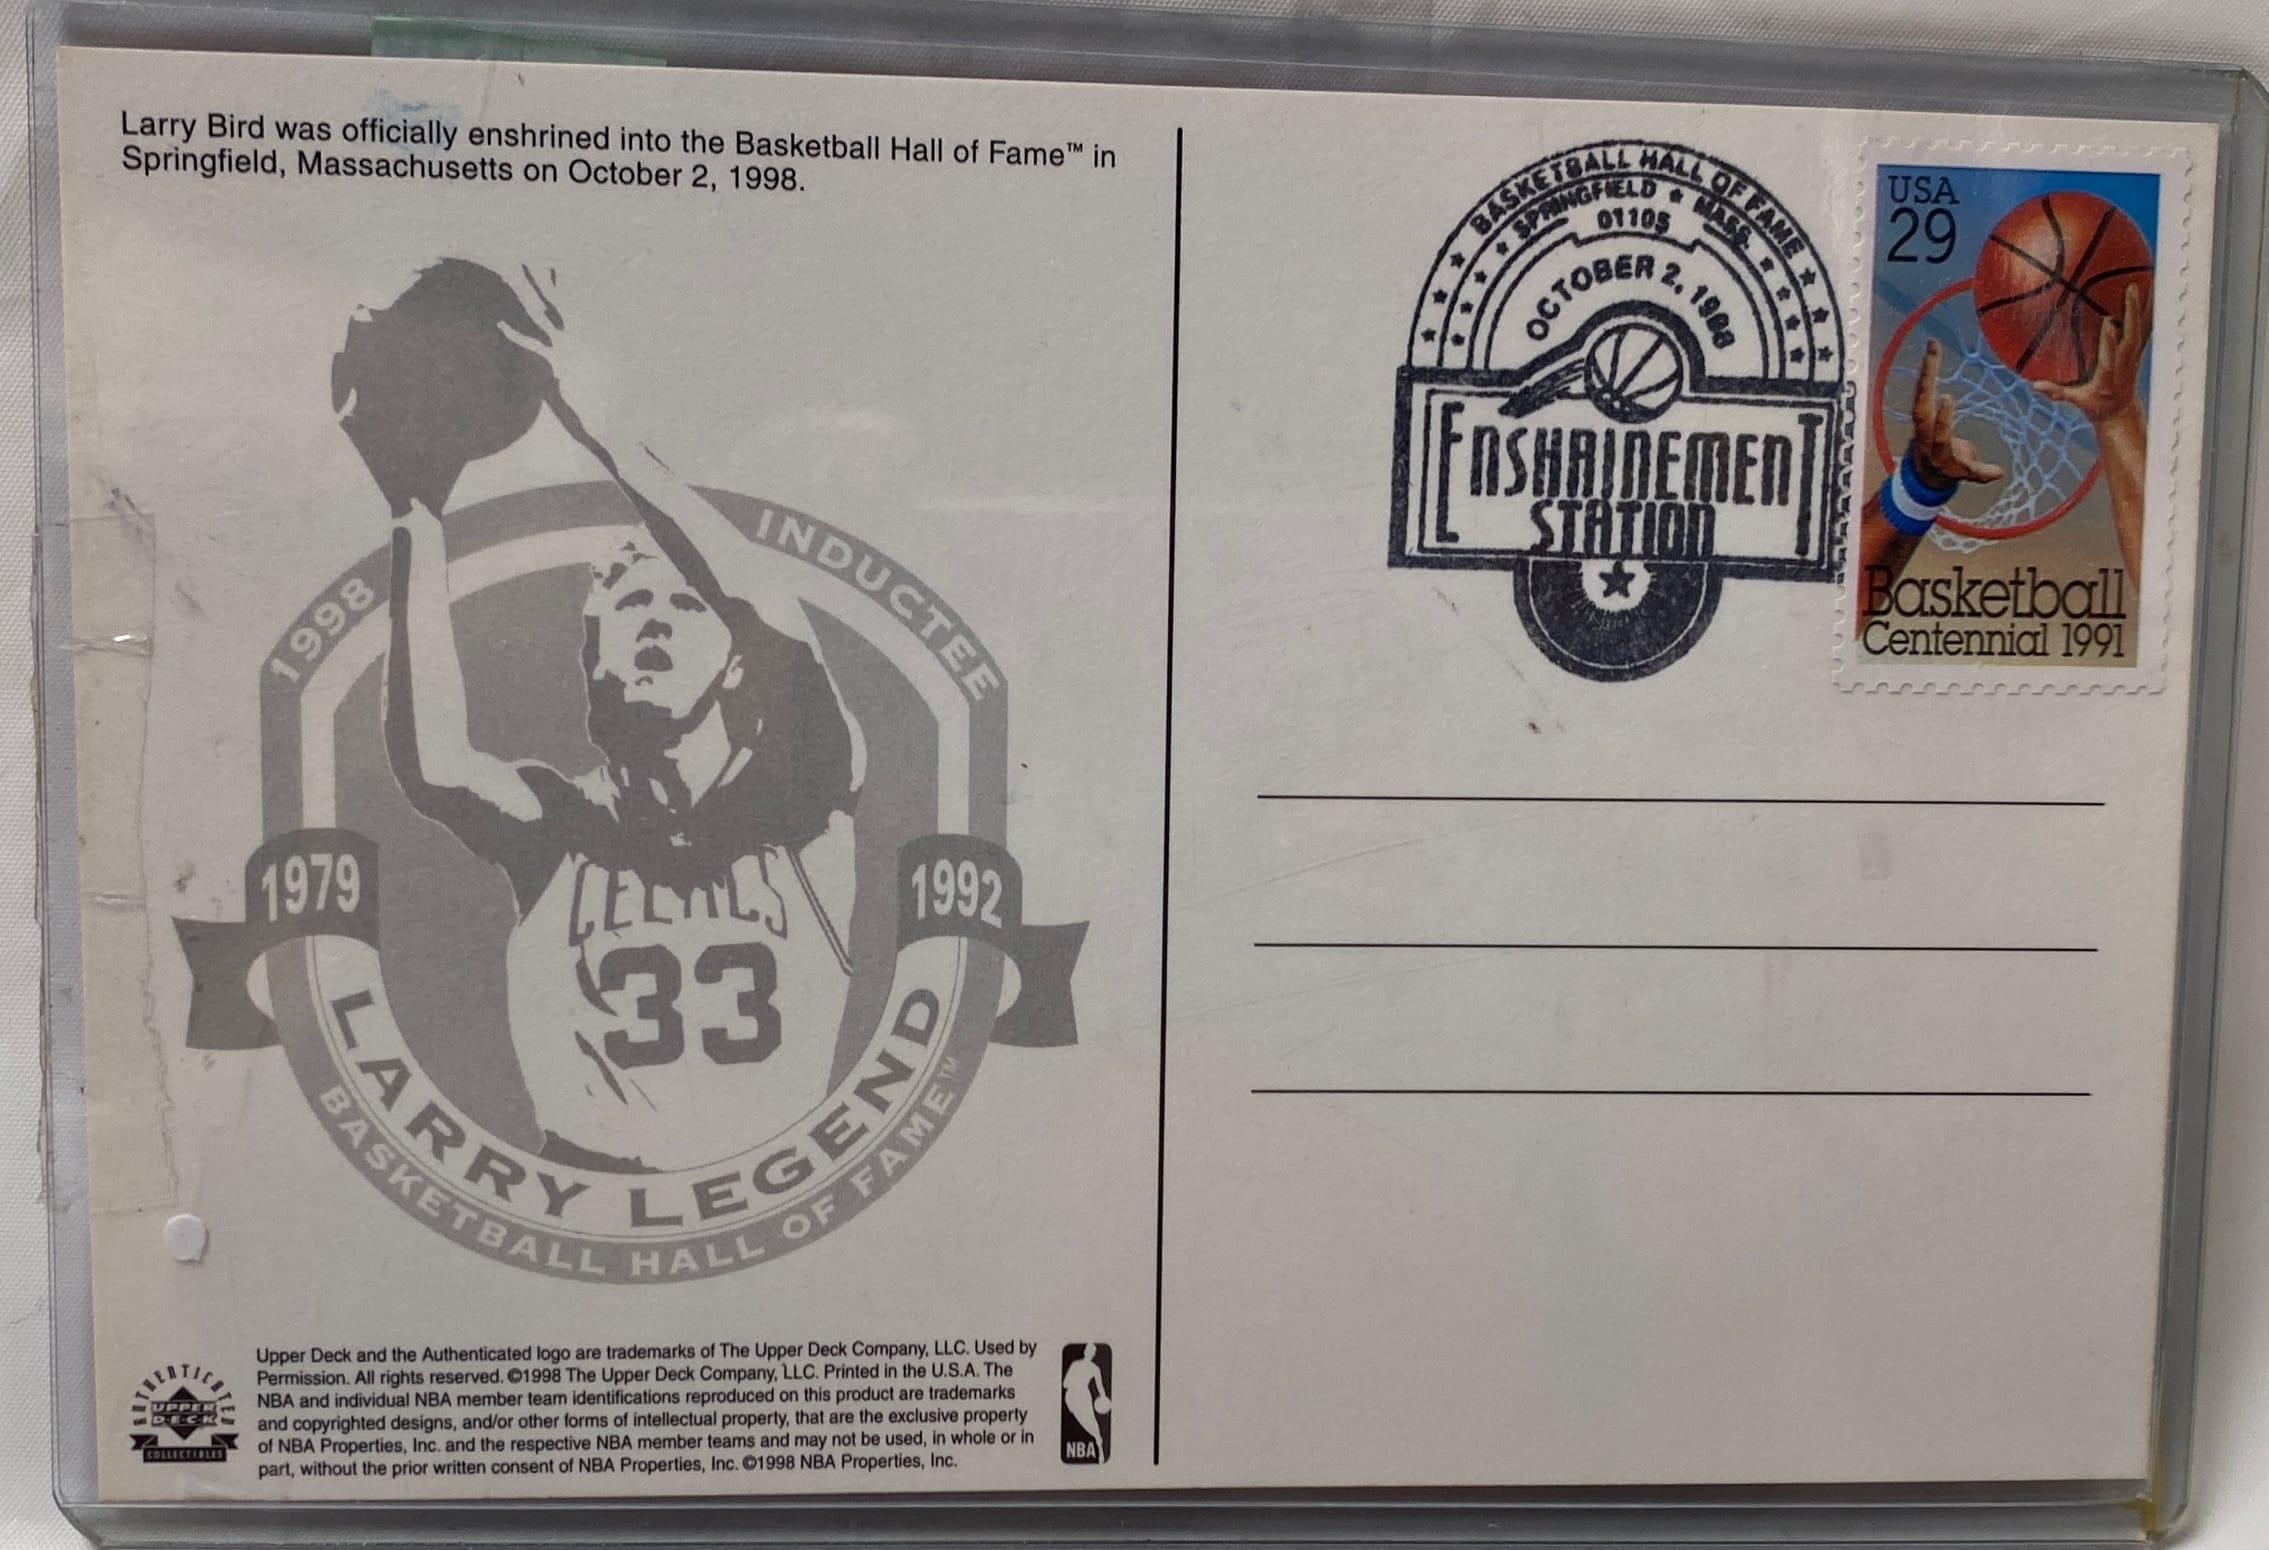 Larry Bird was officially enshrined into the Basketball Hall of Fame™ in
Springfield, Massachusetts on October 2, 1998.
1998 INDUCTEE
CELTICS
33
1979
1992
LARRY LEGEND
BASKETBALL HALL OF FAME™
AUTHENTICATED
UPPER
DECK
COLLECTIBLES
Upper Deck and the Authenticated logo are trademarks of The Upper Deck Company, LLC. Used by
Permission. All rights reserved. ©1998 The Upper Deck Company, LLC. Printed in the U.S.A. The
NBA and individual NBA member team identifications reproduced on this product are trademarks
and copyrighted designs, and/or other forms of intellectual property, that are the exclusive property
of NBA Properties, Inc. and the respective NBA member teams and may not be used, in whole or in
part, without the prior written consent of NBA Properties, Inc. ©1998 NBA Properties, Inc.
NBA
BASKETBALL HALL OF FAME
SPRINGFIELD ★ MASS.
01105
OCTOBER 2, 1998
ENSHRINEMENT
STATION
USA
29
Basketball
Centennial 1991